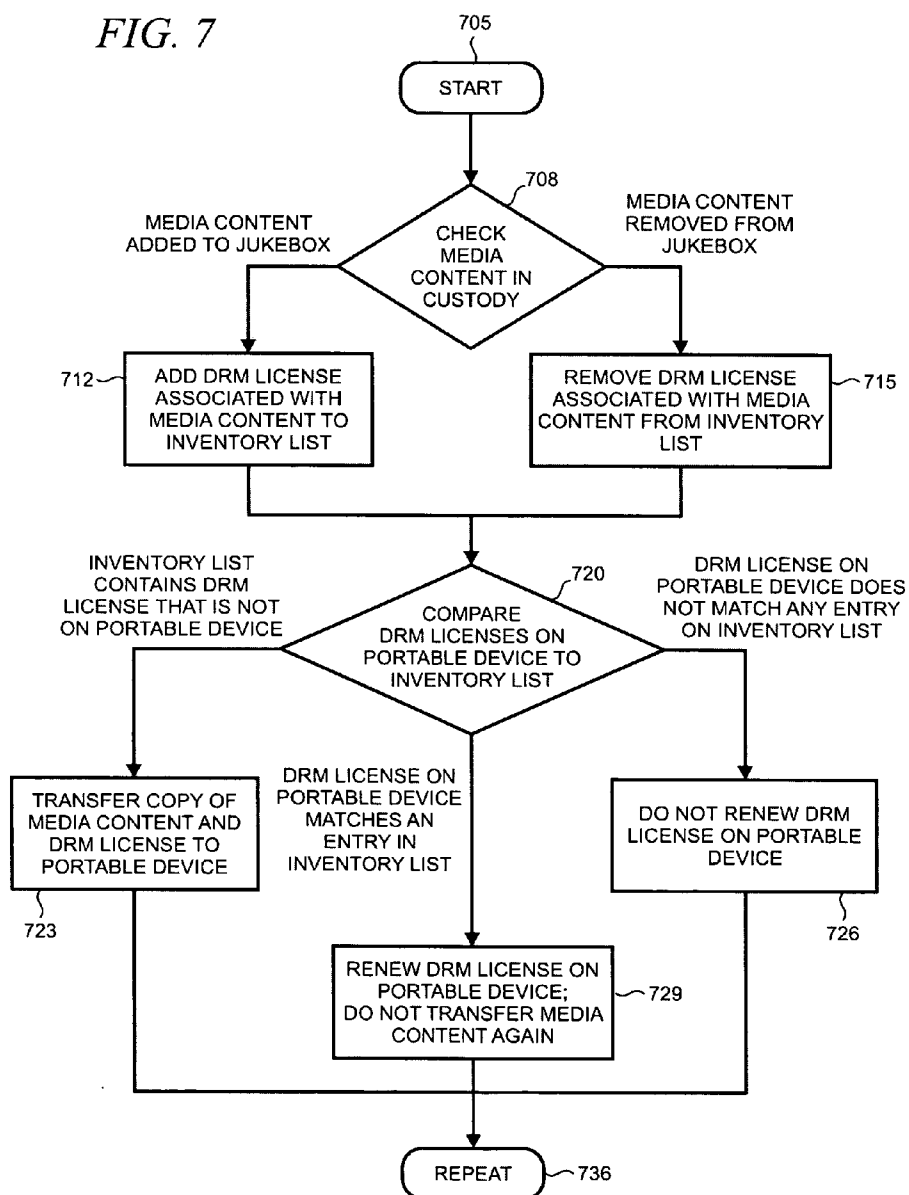 FIG. 7
705
START
708
CHECK
MEDIA
CONTENT IN
CUSTODY
MEDIA CONTENT
ADDED TO JUKEBOX
MEDIA CONTENT
REMOVED FROM
JUKEBOX
712
ADD DRM LICENSE
ASSOCIATED WITH
MEDIA CONTENT TO
INVENTORY LIST
REMOVE DRM LICENSE
ASSOCIATED WITH MEDIA
CONTENT FROM INVENTORY
LIST
715
INVENTORY LIST
CONTAINS DRM
LICENSE THAT IS NOT
ON PORTABLE DEVICE
720
COMPARE
DRM LICENSES ON
PORTABLE DEVICE TO
INVENTORY LIST
DRM LICENSE ON
PORTABLE DEVICE DOES
NOT MATCH ANY ENTRY
ON INVENTORY LIST
TRANSFER COPY OF
MEDIA CONTENT AND
DRM LICENSE TO
PORTABLE DEVICE
723
DRM LICENSE ON
PORTABLE DEVICE
MATCHES AN
ENTRY IN
INVENTORY LIST
DO NOT RENEW DRM
LICENSE ON PORTABLE
DEVICE
726
RENEW DRM LICENSE ON
PORTABLE DEVICE;
DO NOT TRANSFER MEDIA
CONTENT AGAIN
729
REPEAT
736